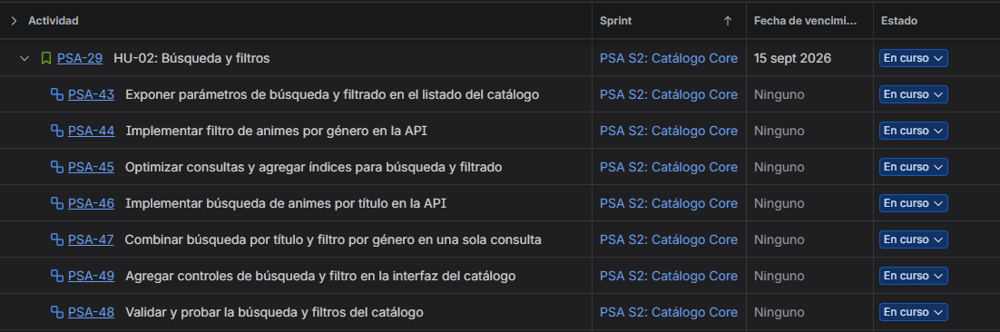 Actividad Sprint Fecha de vencimi... Estado
PSA-29 HU-02: Búsqueda y filtros PSA S2: Catálogo Core 15 sept 2026 En curso
PSA-43 Exponer parámetros de búsqueda y filtrado en el listado del catálogo PSA S2: Catálogo Core Ninguno En curso
PSA-44 Implementar filtro de animes por género en la API PSA S2: Catálogo Core Ninguno En curso
PSA-45 Optimizar consultas y agregar índices para búsqueda y filtrado PSA S2: Catálogo Core Ninguno En curso
PSA-46 Implementar búsqueda de animes por título en la API PSA S2: Catálogo Core Ninguno En curso
PSA-47 Combinar búsqueda por título y filtro por género en una sola consulta PSA S2: Catálogo Core Ninguno En curso
PSA-49 Agregar controles de búsqueda y filtro en la interfaz del catálogo PSA S2: Catálogo Core Ninguno En curso
PSA-48 Validar y probar la búsqueda y filtros del catálogo PSA S2: Catálogo Core Ninguno En curso